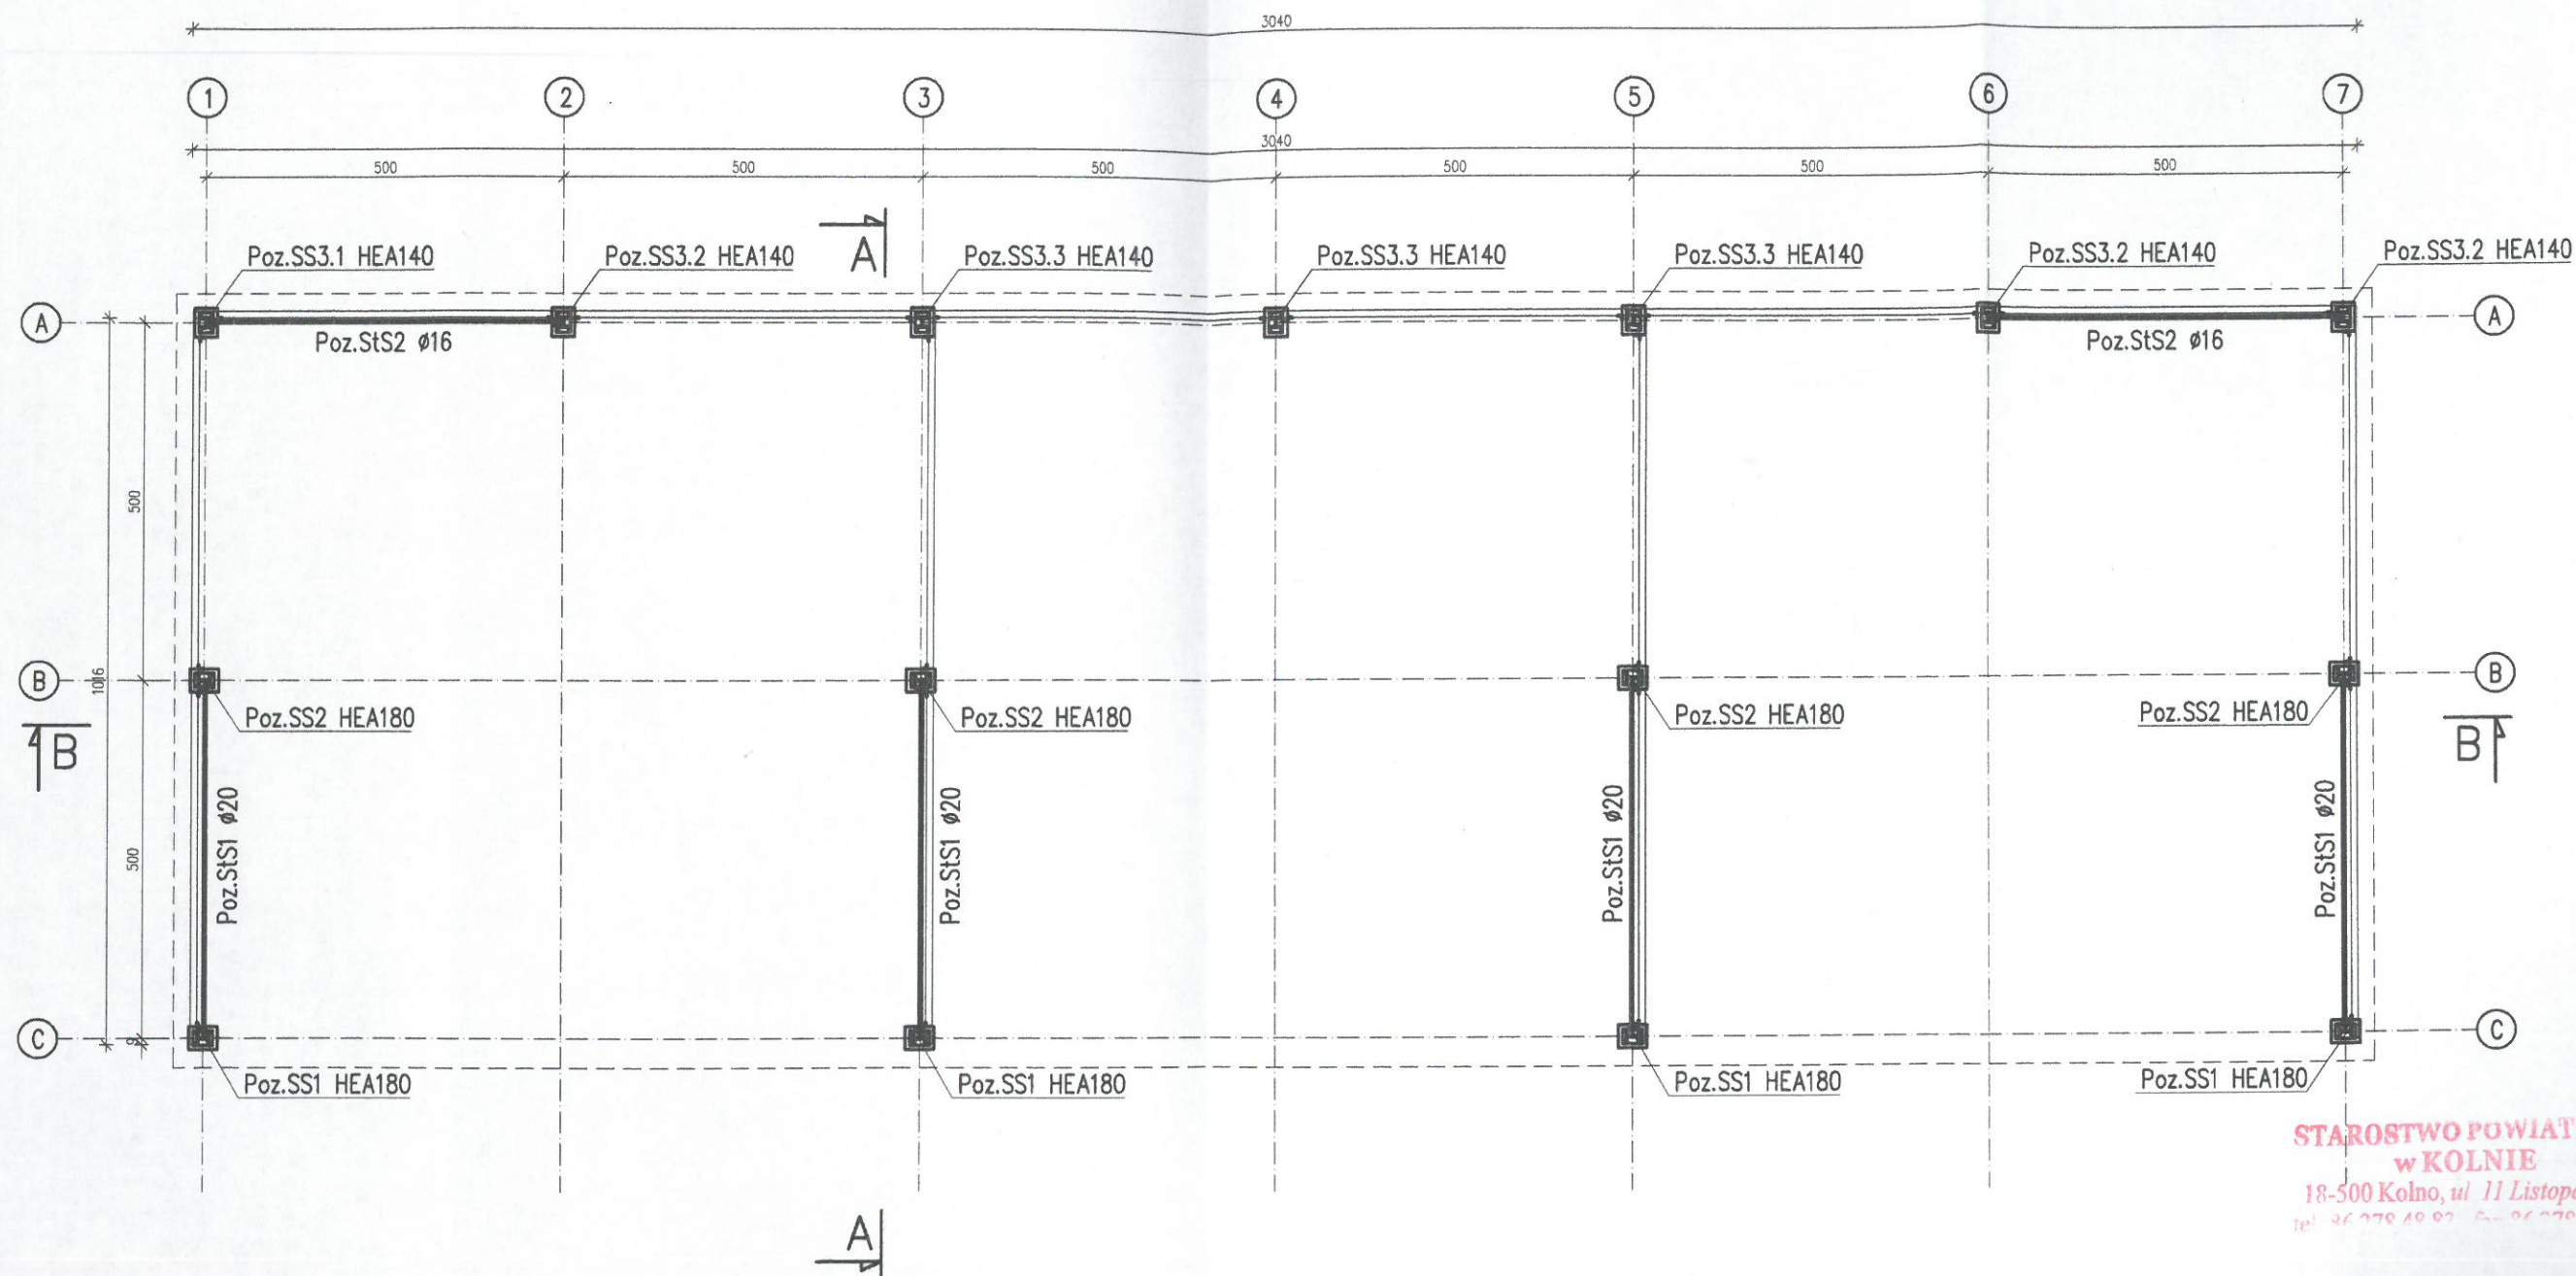 3040
1 2 3 4 5 6 7
3040
500 500 500 500 500 500
A
Poz.SS3.1 HEA140 Poz.SS3.2 HEA140 Poz.SS3.3 HEA140 Poz.SS3.3 HEA140 Poz.SS3.3 HEA140 Poz.SS3.2 HEA140 Poz.SS3.2 HEA140
A A
Poz.StS2 ø16 Poz.StS2 ø16
500
1016
B B
Poz.SS2 HEA180 Poz.SS2 HEA180 Poz.SS2 HEA180 Poz.SS2 HEA180
B B
500
Poz.StS1 ø20 Poz.StS1 ø20 Poz.StS1 ø20 Poz.StS1 ø20
C C
Poz.SS1 HEA180 Poz.SS1 HEA180 Poz.SS1 HEA180 Poz.SS1 HEA180
A
STAROSTWO POWIAT
w KOLNIE
18-500 Kolno, ul 11 Listop
tel. 86 278